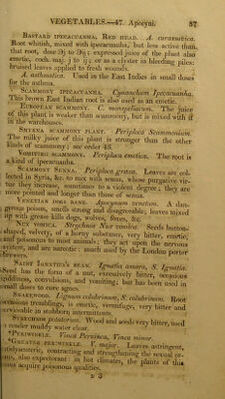 VEGETABLES.—47. Apocyni. 87
BASTARD IPECACUANHA, RED HEAD. A. curassavica.
Root whitish, mixed with ipecacuanha, but less active than
that root, dose ℈j to ℈ij; expressed juice of the plant also
emetic, coch. maj. j to ij; or as a clyster in bleeding piles:
bruised leaves applied to fresh wounds.
A. asthmatica. Used in the East Indies in small doses
for the asthma.
SCAMMONY IPECACUANHA. Cynanchum Ipecacuanha.
This brown East Indian root is also used as an emetic.
EUROPEAN SCAMMONY. C. monspeliacum. The juice
of this plant is weaker than scammony, but is mixed with it
in the warehouses.
SMYRNA SCAMMONY PLANT. Periploca Scammonium.
The milky juice of this plant is stronger than the other
kinds of scammony; see order 45.
VOMITING SCAMMONY. Periploca emetica. The root is
a kind of ipecacuanha.
SCAMMONY SENNA. Periploca græca. Leaves are col-
lected in Syria, &c. to mix with senna, whose purgative vir-
tue they increase, sometimes to a violent degree; they are
more pointed and longer than those of senna.
VENETIAN DOGS BANE. Apocynum venetum. A dan-
gerous poison, smells strong and disagreeable; leaves mixed
up with grease kills dogs, wolves, foxes, &c.
VOMICA. Strychnos Nux vomica. Seeds button-
shaped, velvety, of a horny substance, very bitter, emetic
and poisonous to most animals; they act upon the nervous
system, and are narcotic: much used by the London porter
brewers.
SAINT IGNATIUS'S BEAN. Ignatia amara, S. Ignatia.
Seed has the form of a nut, excessively bitter, occasions
convulsions, and vomiting; but has been used in
small doses to cure agues.
SNAKEWOOD. Lignum colubrinum, S. colubrinum. Root
occasions tremblings, is emetic, vermifuge, very bitter and
serviceable in stubborn intermittents.
STRYCHNOS potatorum. Wood and seeds very bitter, used
to render muddy water clear.
*PERIWINKLE. Vinca Pervinca, Vinca minor.
*GREATER PERIWINKLE. V. major. Leaves astringent,
contracting and strengthening the sexual or-
gans, also expectorant: in hot climates, the plants of this
genus acquire poisonous qualities.